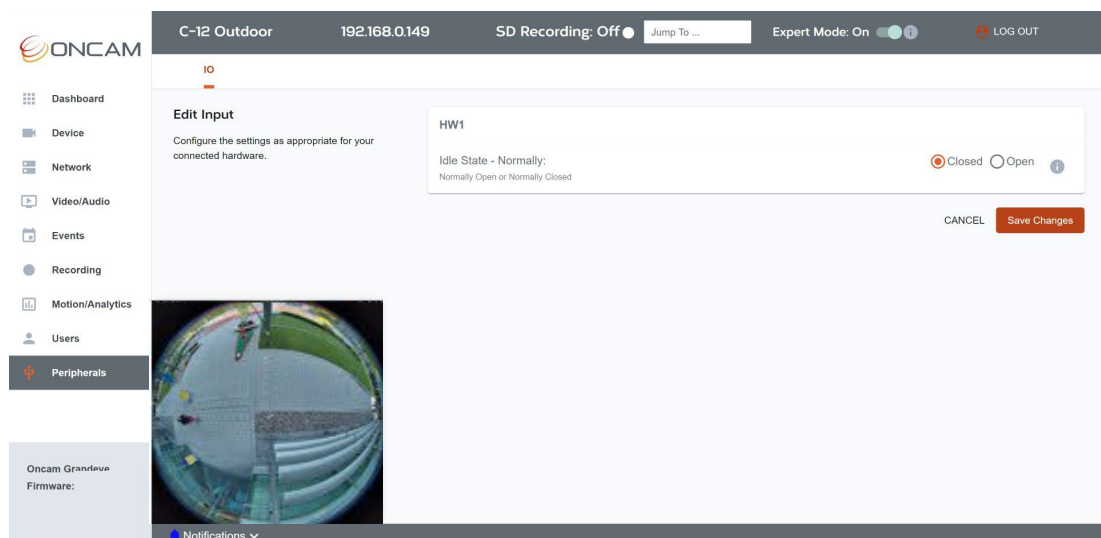 ONCAM
C-12 Outdoor 192.168.0.149 SD Recording: Off Jump To ... Expert Mode: On LOG OUT
IO
Dashboard
Device
Network
Video/Audio
Events
Recording
Motion/Analytics
Users
Peripherals
Oncam Grandeye
Firmware:
Edit Input
Configure the settings as appropriate for your
connected hardware.
HW1
Idle State - Normally:
Normally Open or Normally Closed
Closed Open
CANCEL Save Changes
Notifications